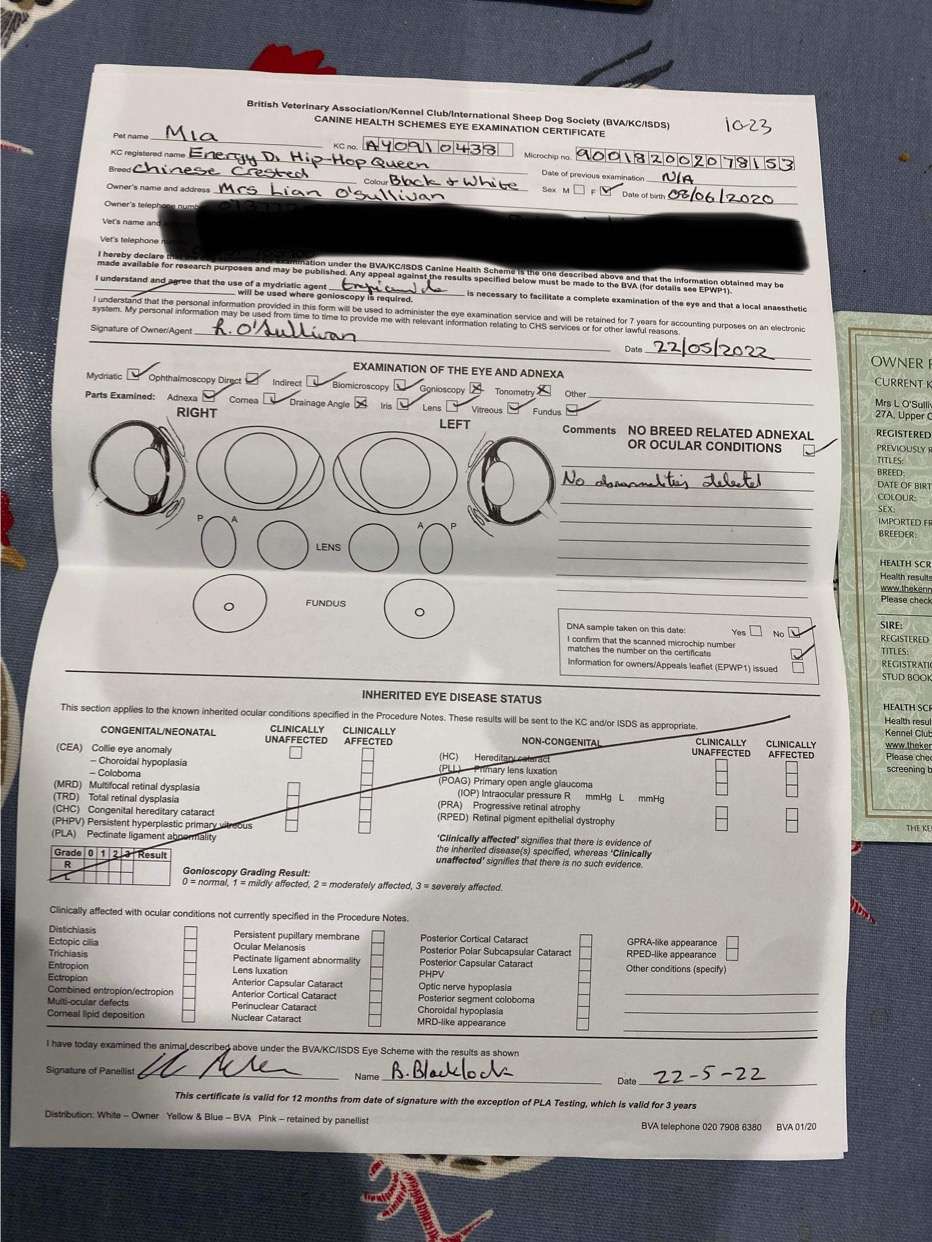 British Veterinary Association/Kennel Club/International Sheep Dog Society (BVA/KC/ISDS)
CANINE HEALTH SCHEMES EYE EXAMINATION CERTIFICATE
10-23
Pet name Mia KC no. AY0910438 Microchip no. 900182002078153
KC registered name Energy D. Hip-Hop Queen Date of previous examination N/A
Breed Chinese Crested Colour Black + White Sex M F Date of birth 08/06/2020
Owner's name and address Mrs Lian O'Sullivan
Owner's telephone
Vet's name and
Vet's telephone
I hereby declare for examination under the BVA/KC/ISDS Canine Health Scheme is the one described above and that the information obtained may be
made available for research purposes and may be published. Any appeal against the results specified below must be made to the BVA (for details see EPWP1).
I understand and agree that the use of a mydriatic agent is necessary to facilitate a complete examination of the eye and that a local anaesthetic
will be used where gonioscopy is required.
I understand that the personal information provided in this form will be used to administer the eye examination service and will be retained for 7 years for accounting purposes on an electronic
system. My personal information may be used from time to time to provide me with relevant information relating to CHS services or for other lawful reasons.
Signature of Owner/Agent L. O'Sullivan Date 22/05/2022
EXAMINATION OF THE EYE AND ADNEXA
Mydriatic Ophthalmoscopy Direct Indirect Biomicroscopy Gonioscopy Tonometry Other
Parts Examined: Adnexa Cornea Drainage Angle Iris Lens Vitreous Fundus
RIGHT LEFT
Comments NO BREED RELATED ADNEXAL
OR OCULAR CONDITIONS
No abnormalities detected
P A A P
LENS
FUNDUS
DNA sample taken on this date: Yes No
I confirm that the scanned microchip number
matches the number on the certificate
Information for owners/Appeals leaflet (EPWP1) issued
INHERITED EYE DISEASE STATUS
This section applies to the known inherited ocular conditions specified in the Procedure Notes. These results will be sent to the KC and/or ISDS as appropriate.
CONGENITAL/NEONATAL CLINICALLY UNAFFECTED CLINICALLY AFFECTED
(CEA) Collie eye anomaly
– Choroidal hypoplasia
– Coloboma
(MRD) Multifocal retinal dysplasia
(TRD) Total retinal dysplasia
(CHC) Congenital hereditary cataract
(PHPV) Persistent hyperplastic primary vitreous
(PLA) Pectinate ligament abnormality
NON-CONGENITAL CLINICALLY UNAFFECTED CLINICALLY AFFECTED
(HC) Hereditary cataract
(PLL) Primary lens luxation
(POAG) Primary open angle glaucoma
(IOP) Intraocular pressure R mmHg L mmHg
(PRA) Progressive retinal atrophy
(RPED) Retinal pigment epithelial dystrophy
'Clinically affected' signifies that there is evidence of
the inherited disease(s) specified, whereas 'Clinically
unaffected' signifies that there is no such evidence.
Grade 0 1 2 3 Result
R
L
Gonioscopy Grading Result:
0 = normal, 1 = mildly affected, 2 = moderately affected, 3 = severely affected.
Clinically affected with ocular conditions not currently specified in the Procedure Notes.
Distichiasis
Ectopic cilia
Trichiasis
Entropion
Ectropion
Combined entropion/ectropion
Multi-ocular defects
Corneal lipid deposition
Persistent pupillary membrane
Ocular Melanosis
Pectinate ligament abnormality
Lens luxation
Anterior Capsular Cataract
Anterior Cortical Cataract
Perinuclear Cataract
Nuclear Cataract
Posterior Cortical Cataract
Posterior Polar Subcapsular Cataract
Posterior Capsular Cataract
PHPV
Optic nerve hypoplasia
Posterior segment coloboma
Choroidal hypoplasia
MRD-like appearance
GPRA-like appearance
RPED-like appearance
Other conditions (specify)
I have today examined the animal described above under the BVA/KC/ISDS Eye Scheme with the results as shown
Signature of Panellist Name B. Blacklock Date 22-5-22
This certificate is valid for 12 months from date of signature with the exception of PLA Testing, which is valid for 3 years
Distribution: White – Owner Yellow & Blue – BVA Pink – retained by panellist
BVA telephone 020 7908 6380 BVA 01/20
OWNER
CURRENT
Mrs L O'Sulli
27A, Upper
REGISTERED
PREVIOUSLY
TITLES:
BREED:
DATE OF BIRT
COLOUR:
SEX:
IMPORTED FR
BREEDER:
HEALTH SCR
Health results
www.thekenn
Please check
SIRE:
REGISTERED
TITLES:
REGISTRATI
STUD BOOK
HEALTH SCR
Health resul
Kennel Club
www.theken
Please chec
screening b
THE KE